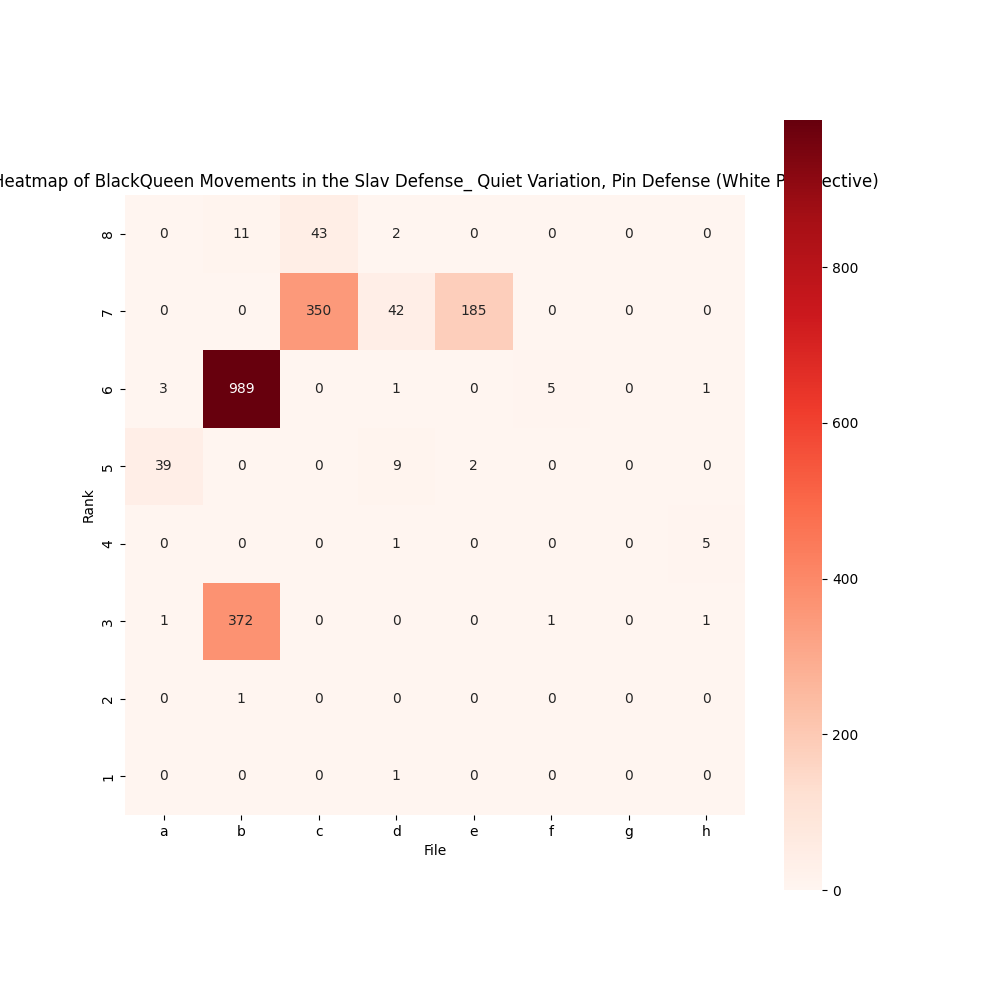 Heatmap of BlackQueen Movements in the Slav Defense_ Quiet Variation, Pin Defense (White P ective)
8 0 11 43 2 0 0 0 0
7 0 0 350 42 185 0 0 0
6 3 989 0 1 0 5 0 1
5 39 0 0 9 2 0 0 0
4 0 0 0 1 0 0 0 5
3 1 372 0 0 0 1 0 1
2 0 1 0 0 0 0 0 0
1 0 0 0 1 0 0 0 0
Rank
a b c d e f g h
File
800
600
400
200
0